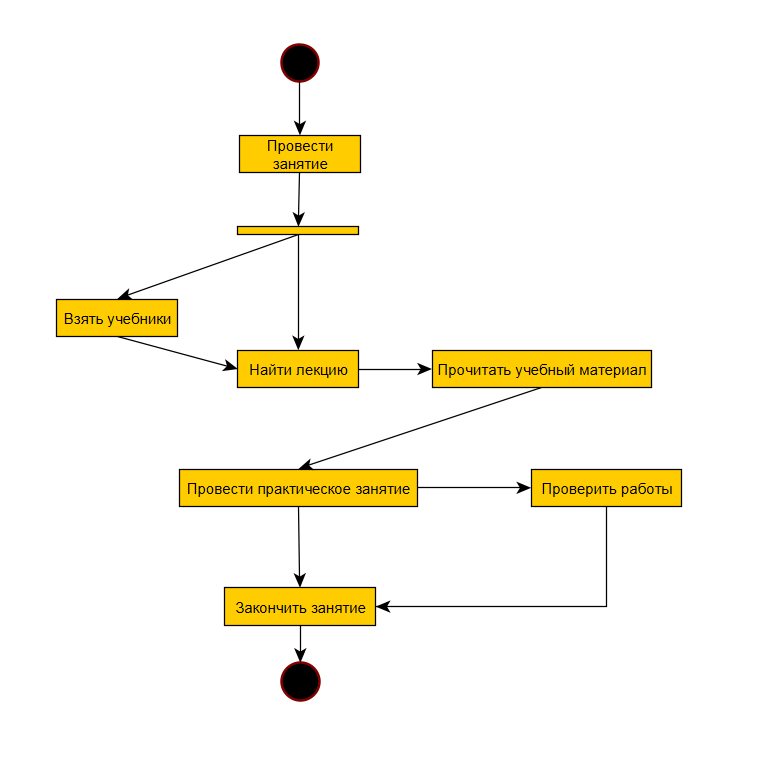 Провести
занятие
Взять учебники
Найти лекцию
Прочитать учебный материал
Провести практическое занятие
Проверить работы
Закончить занятие